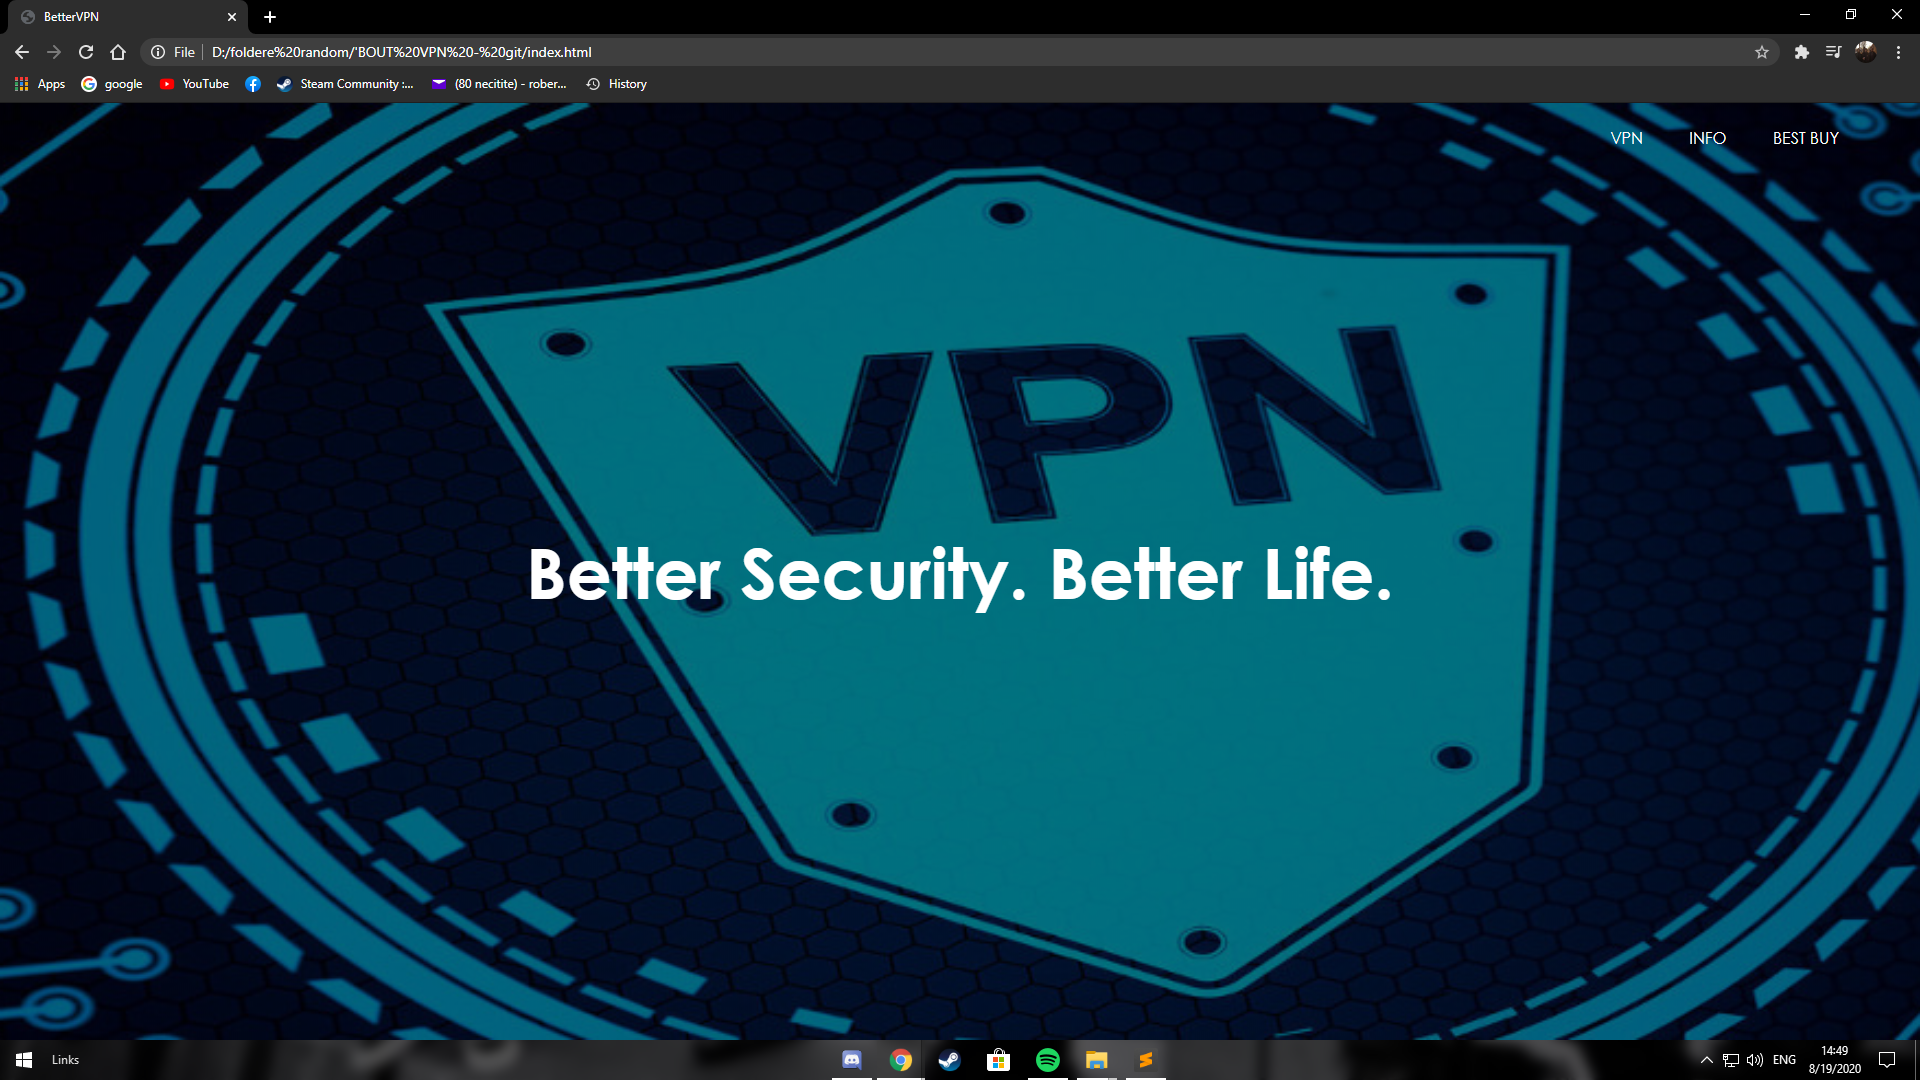 BetterVPN
File D:/foldere%20random/'BOUT%20VPN%20-%20git/index.html
Apps google YouTube Steam Community :... (80 necitite) - rober... History
VPN INFO BEST BUY
VPN
Better Security. Better Life.
Links
ENG
14:49
8/19/2020